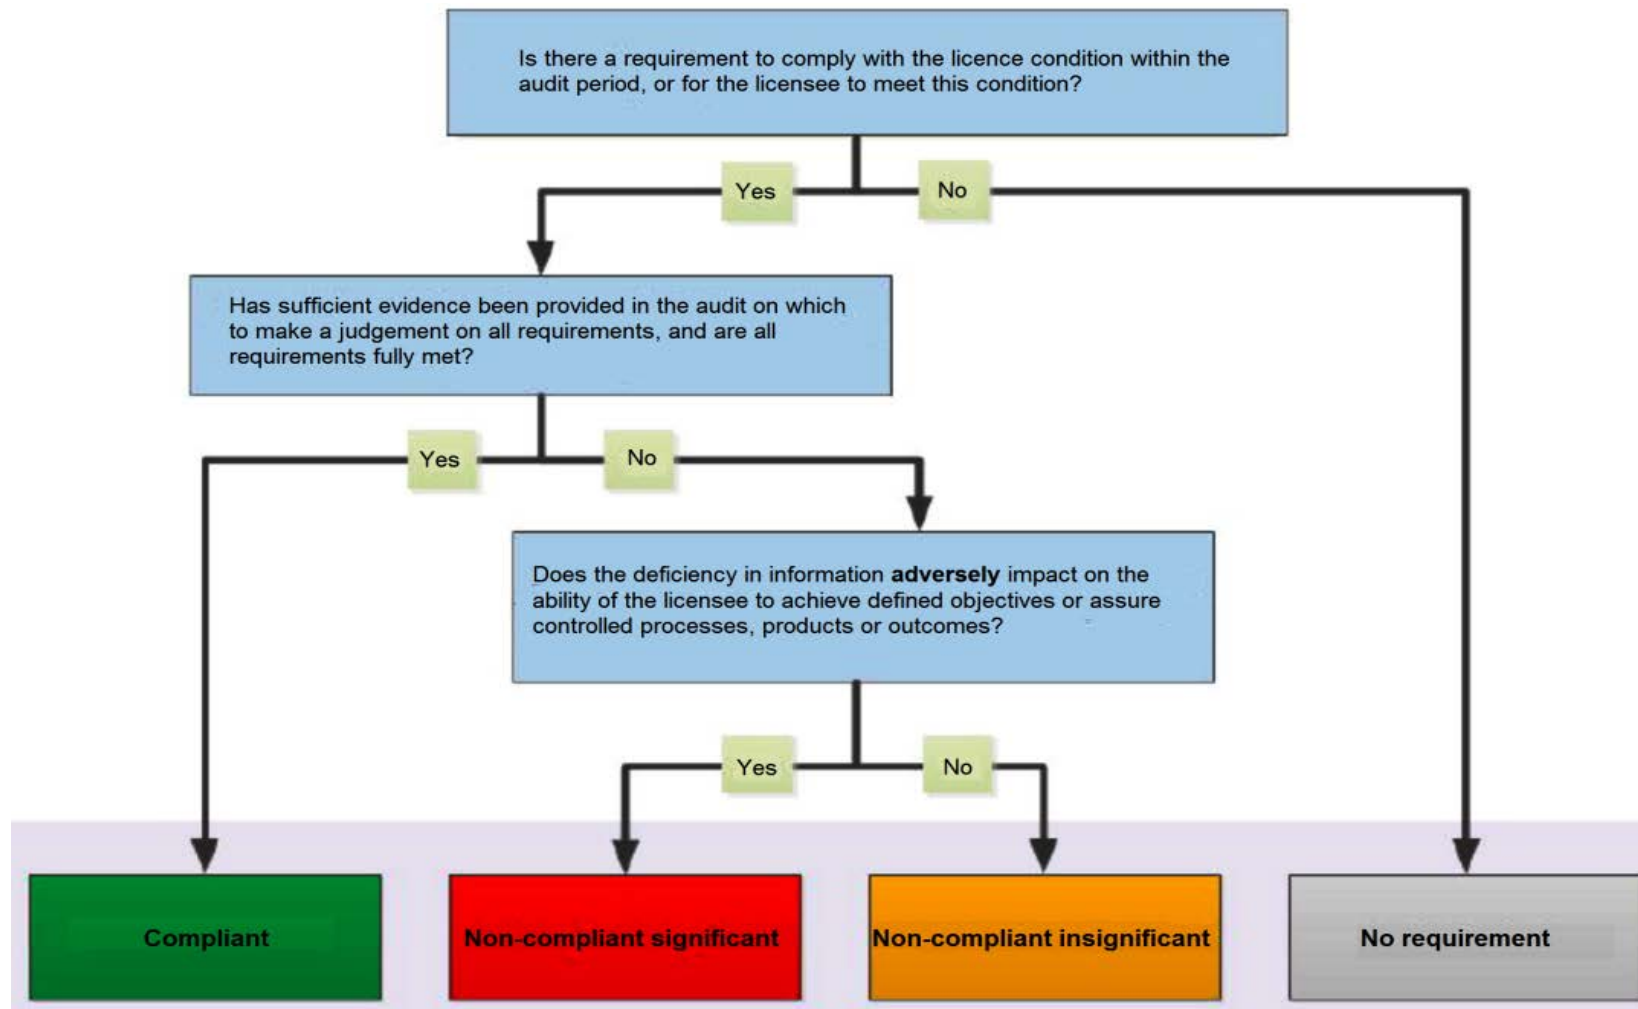 Is there a requirement to comply with the licence condition within the
audit period, or for the licensee to meet this condition?
Yes
No
Has sufficient evidence been provided in the audit on which
to make a judgement on all requirements, and are all
requirements fully met?
Yes
No
Does the deficiency in information adversely impact on the
ability of the licensee to achieve defined objectives or assure
controlled processes, products or outcomes?
Yes
No
Compliant
Non-compliant significant
Non-compliant insignificant
No requirement